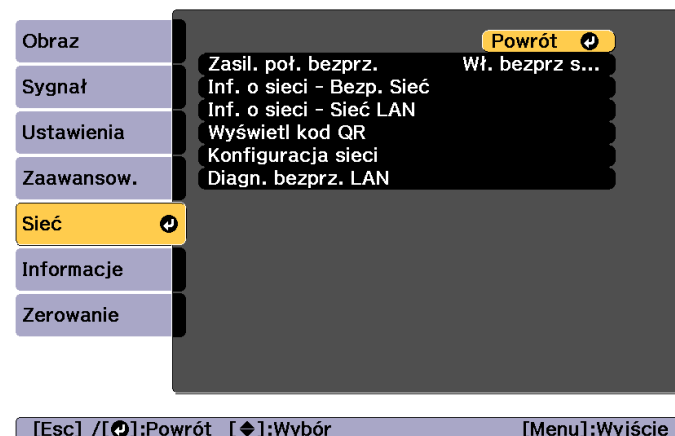 Obraz
Sygnał
Ustawienia
Zaawansow.
Sieć
Informacje
Zerowanie
Powrót
Zasil. poł. bezprz. Wł. bezprz s...
Inf. o sieci - Bezp. Sieć
Inf. o sieci - Sieć LAN
Wyświetl kod QR
Konfiguracja sieci
Diagn. bezprz. LAN
[Esc] /[ ]:Powrót [ ]:Wybór [Menu]:Wyjście